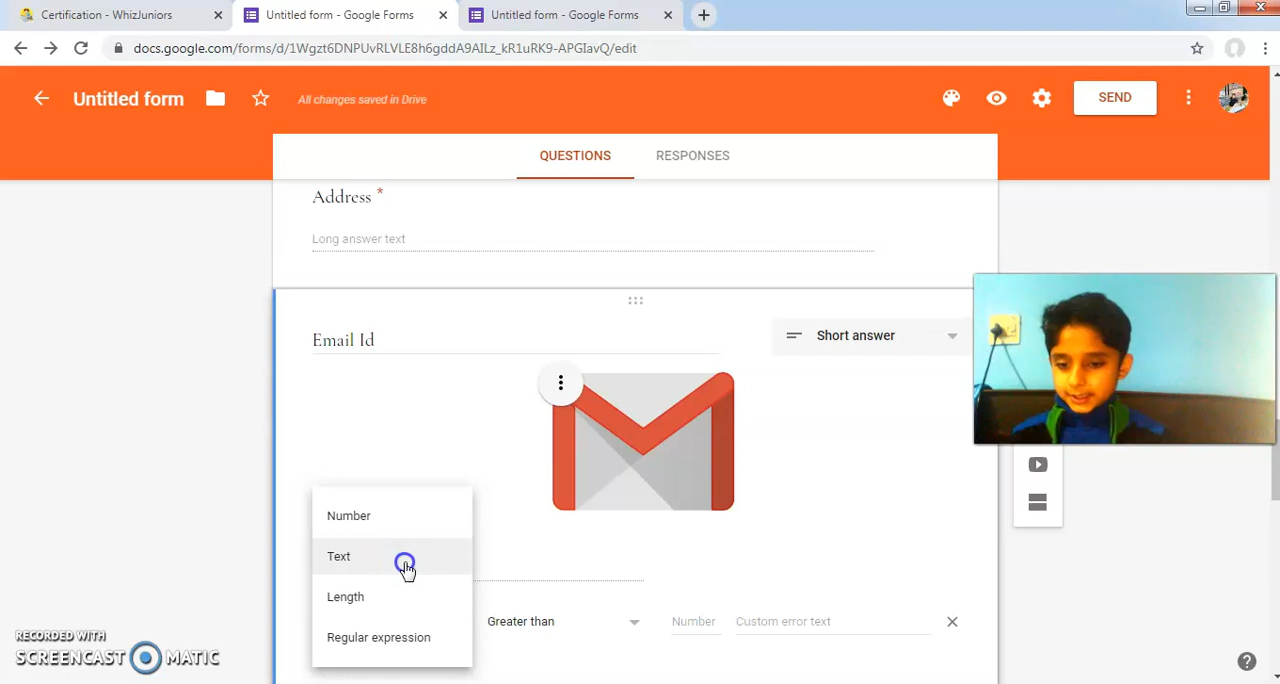 Certification - WhizJuniors
Untitled form - Google Forms
Untitled form - Google Forms
docs.google.com/forms/d/1Wgzt6DNPUvRLVLE8h6gddA9AILz_kR1uRK9-APGIavQ/edit
Untitled form
All changes saved in Drive
SEND
QUESTIONS
RESPONSES
Address *
Long answer text
Email Id
Short answer
Number
Text
Length
Regular expression
Greater than
Number
Custom error text
RECORDED WITH
SCREENCAST MATIC